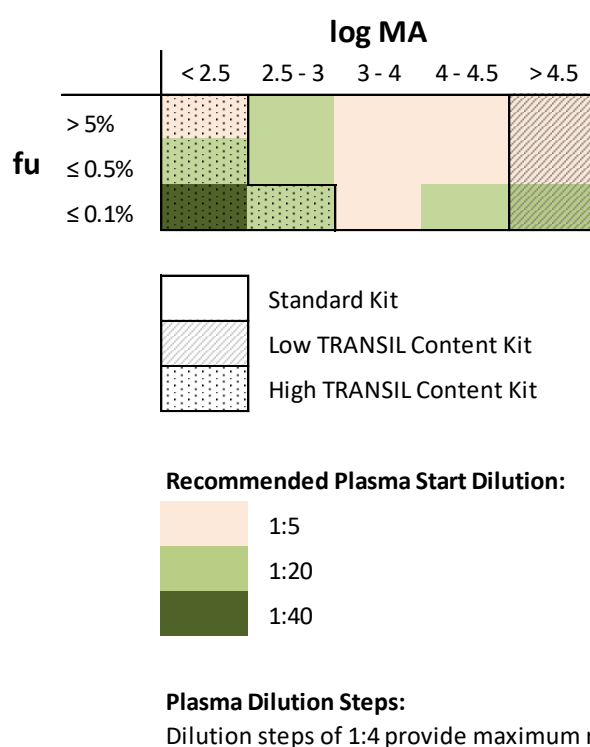 log MA
< 2.5 2.5 - 3 3 - 4 4 - 4.5 > 4.5
> 5%
fu ≤ 0.5%
≤ 0.1%
Standard Kit
Low TRANSIL Content Kit
High TRANSIL Content Kit
Recommended Plasma Start Dilution:
1:5
1:20
1:40
Plasma Dilution Steps:
Dilution steps of 1:4 provide maximum